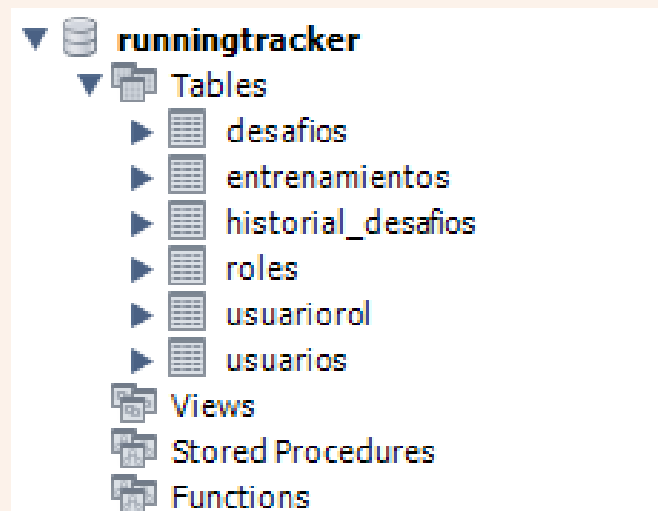 runningtracker
Tables
desafios
entrenamientos
historial_desafios
roles
usuariorol
usuarios
Views
Stored Procedures
Functions